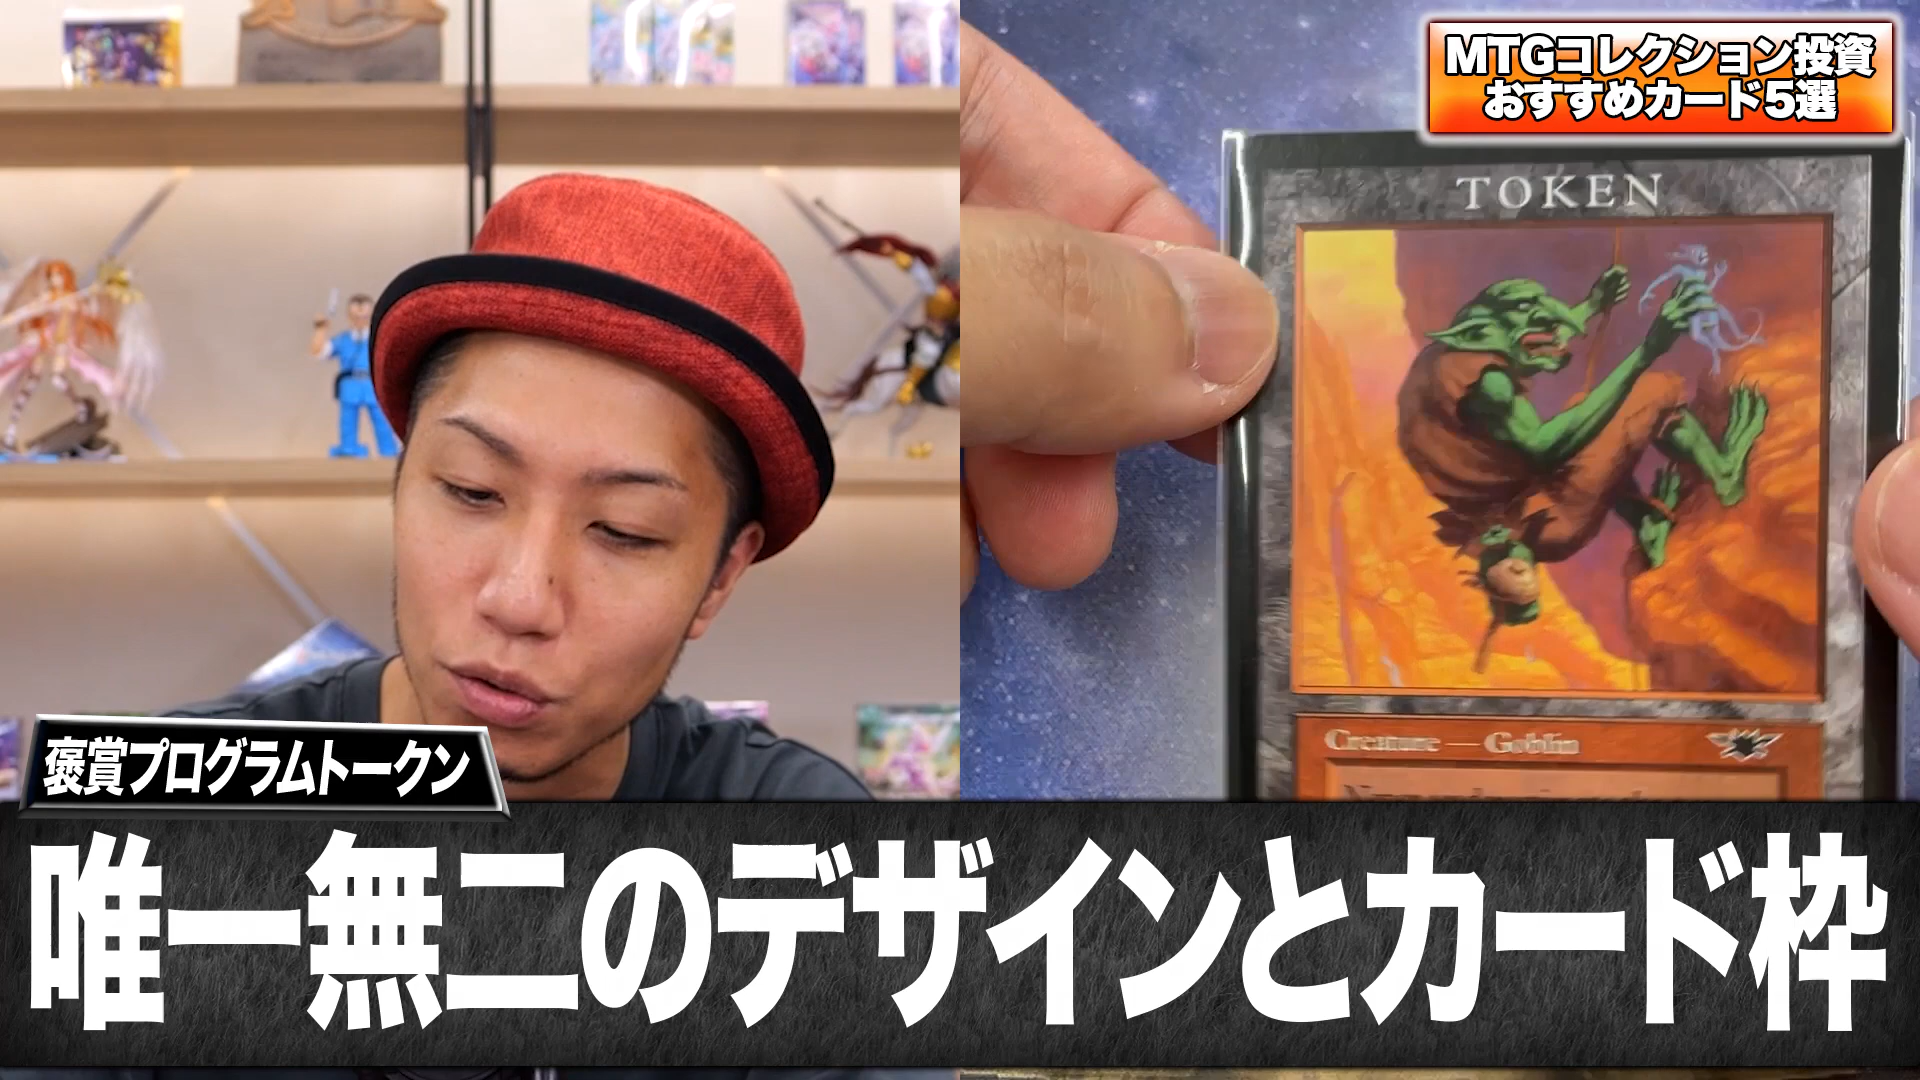 MTGコレクション投資
おすすめカード5選
TOKEN
Creature — Goblin
褒賞プログラムトークン
唯一無二のデザインとカード枠